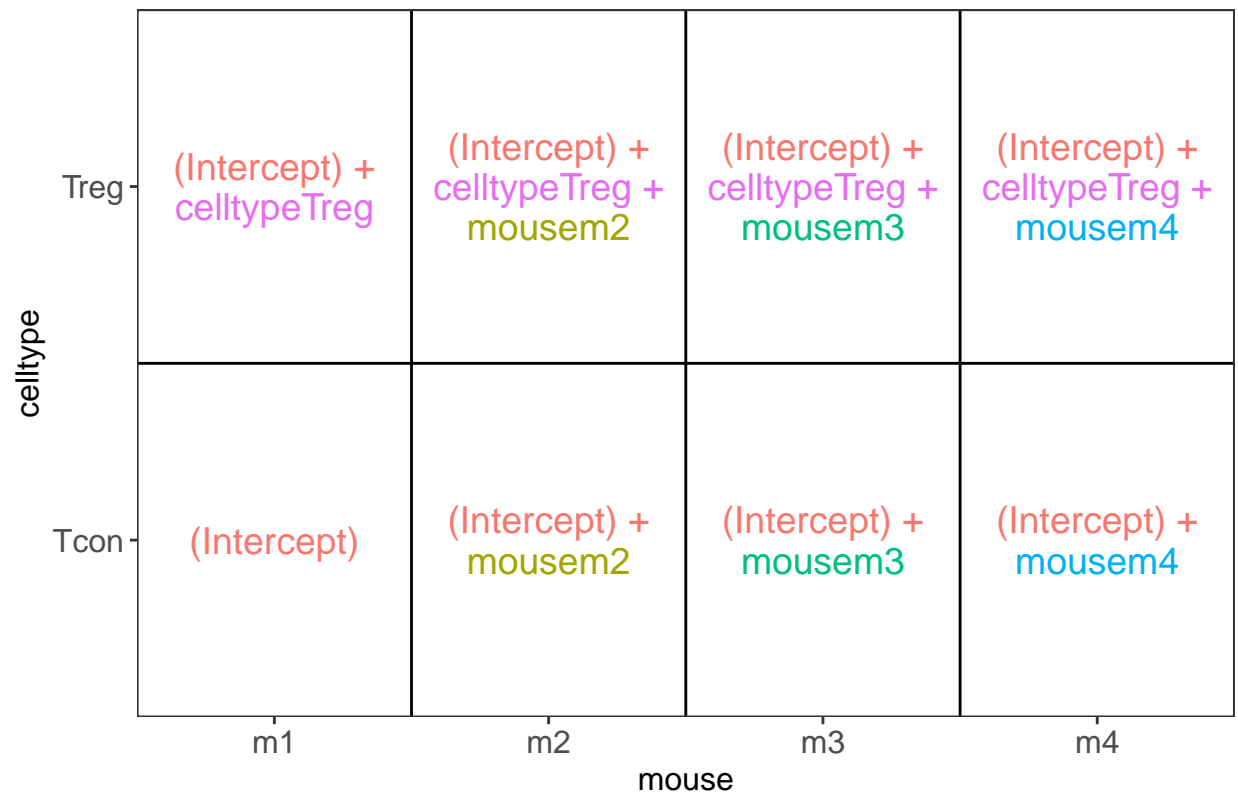 (Intercept) +
celltypeTreg
(Intercept) +
celltypeTreg +
mousem2
(Intercept) +
celltypeTreg +
mousem3
(Intercept) +
celltypeTreg +
mousem4
Treg
celltype
Tcon
(Intercept)
(Intercept) +
mousem2
(Intercept) +
mousem3
(Intercept) +
mousem4
m1
m2
m3
m4
mouse